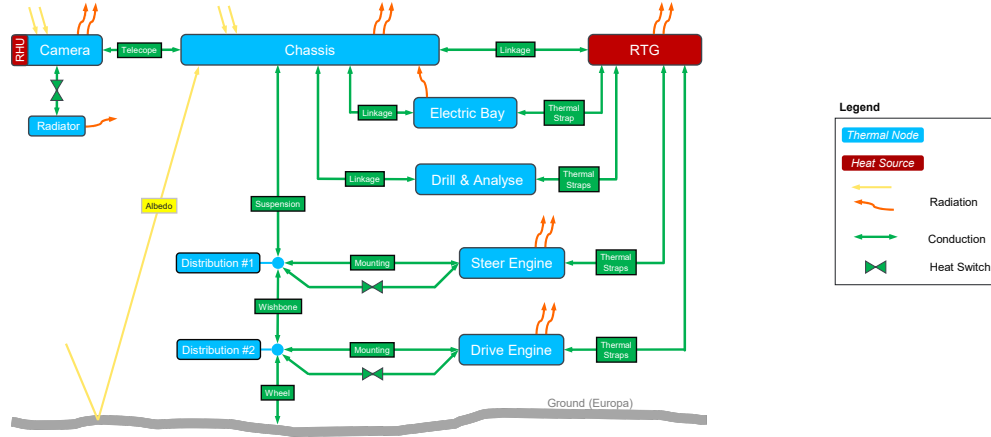 RHU
Camera
Telecope
Chassis
Linkage
RTG
Radiator
Linkage
Electric Bay
Thermal
Strap
Linkage
Drill & Analyse
Thermal
Straps
Albedo
Suspension
Distribution #1
Mounting
Steer Engine
Thermal
Straps
Wishbone
Distribution #2
Mounting
Drive Engine
Thermal
Straps
Wheel
Ground (Europa)
Legend
Thermal Node
Heat Source
Radiation
Conduction
Heat Switch